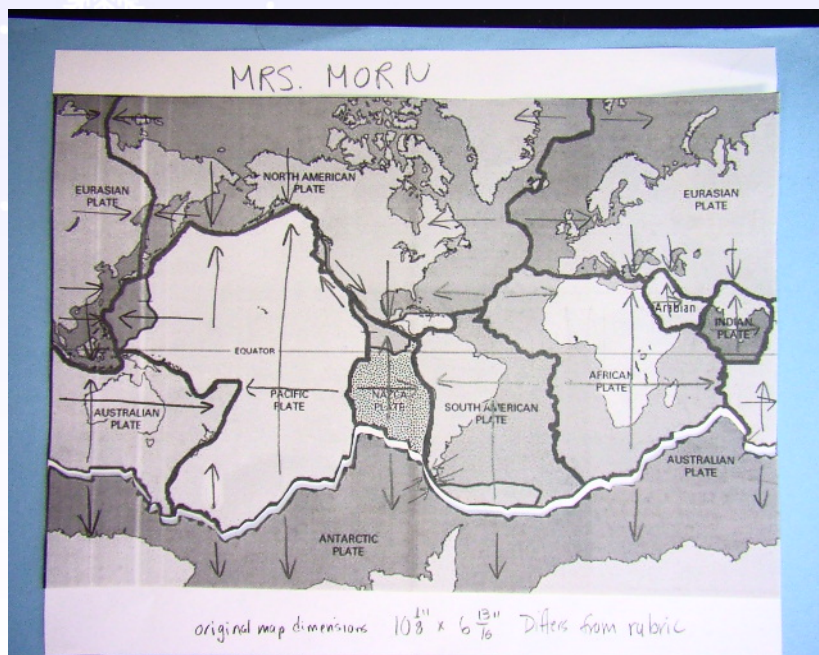 MRS. MORN
NORTH AMERICAN
PLATE
EURASIAN
PLATE
EURASIAN
PLATE
Arabian
INDIAN
PLATE
EQUATOR
AFRICAN
PLATE
PACIFIC
PLATE
NAZCA
PLATE
SOUTH AMERICAN
PLATE
AUSTRALIAN
PLATE
AUSTRALIAN
PLATE
ANTARCTIC
PLATE
original map dimensions 10 1/8" x 6 13/16" Differs from rubric